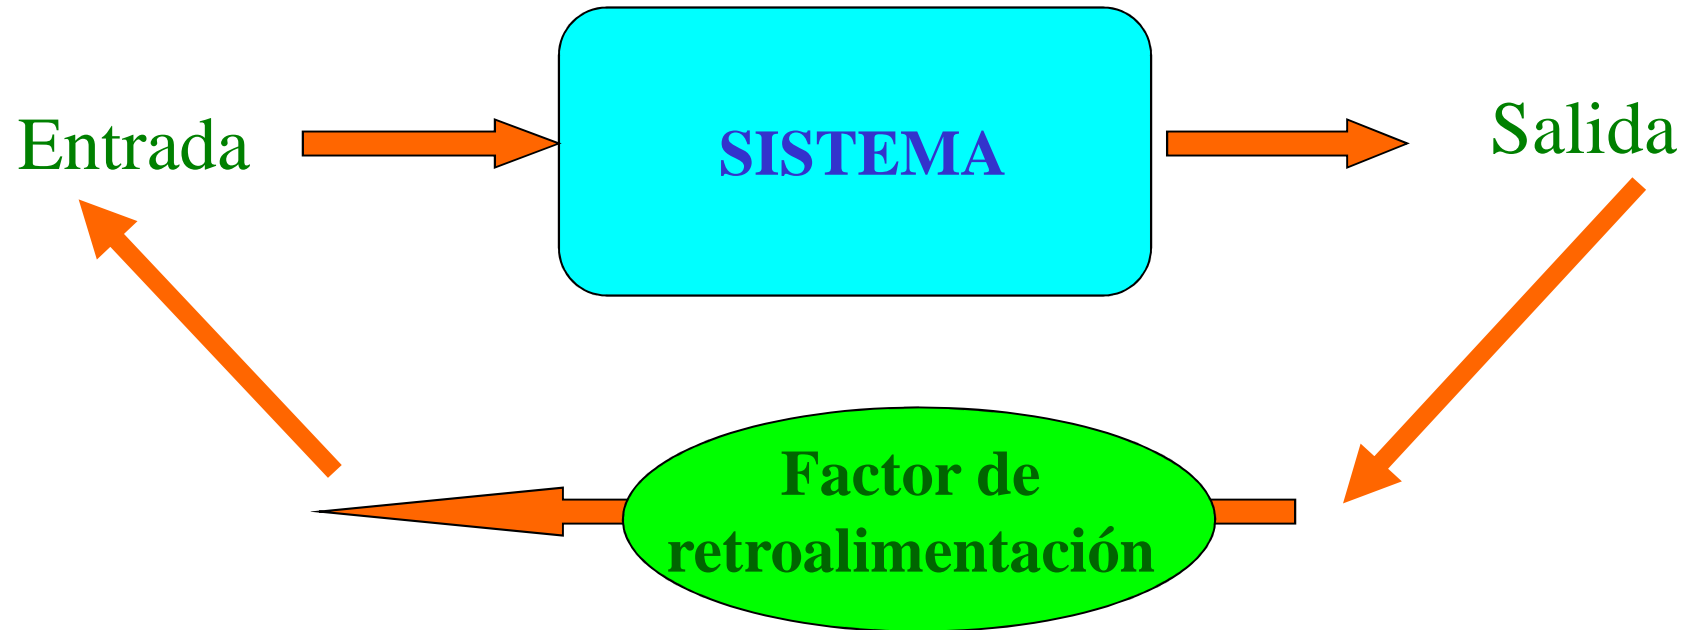 Entrada
SISTEMA
Salida
Factor de
retroalimentación